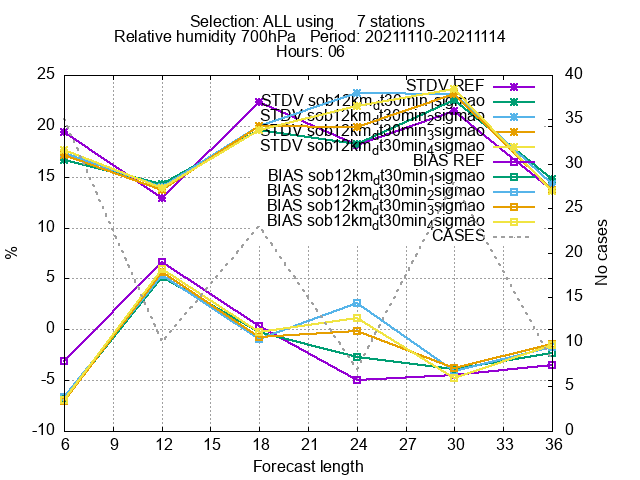 Selection: ALL using 7 stations
Relative humidity 700hPa Period: 20211110-20211114
Hours: 06
STDV REF
STDV sob12km_dt30min_1sigmao
STDV sob12km_dt30min_2sigmao
STDV sob12km_dt30min_3sigmao
STDV sob12km_dt30min_4sigmao
BIAS REF
BIAS sob12km_dt30min_1sigmao
BIAS sob12km_dt30min_2sigmao
BIAS sob12km_dt30min_3sigmao
BIAS sob12km_dt30min_4sigmao
CASES
%
25
20
15
10
5
0
-5
-10
No cases
40
35
30
25
20
15
10
5
0
6 9 12 15 18 21 24 27 30 33 36
Forecast length